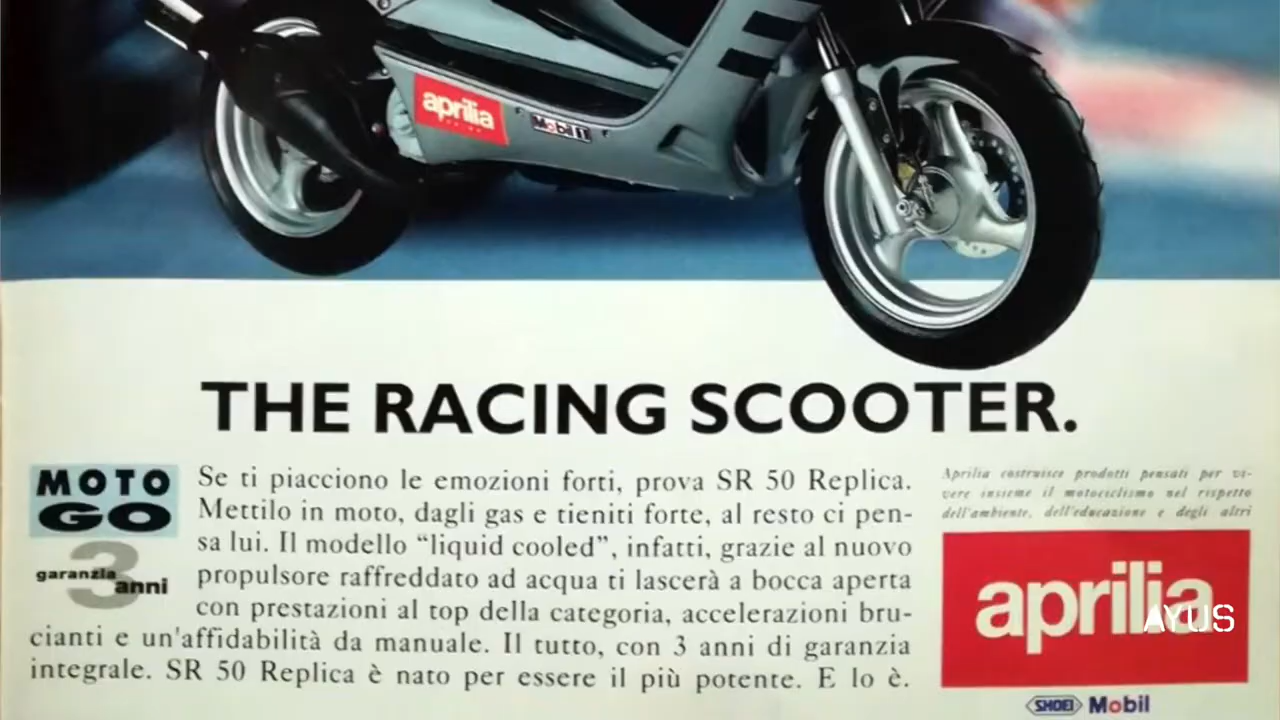 aprilia
Mobil 1
THE RACING SCOOTER.
MOTO
GO
3
garanzia
anni
Se ti piacciono le emozioni forti, prova SR 50 Replica.
Mettilo in moto, dagli gas e tieniti forte, al resto ci pen-
sa lui. Il modello “liquid cooled”, infatti, grazie al nuovo
propulsore raffreddato ad acqua ti lascerà a bocca aperta
con prestazioni al top della categoria, accelerazioni bru-
cianti e un'affidabilità da manuale. Il tutto, con 3 anni di garanzia
integrale. SR 50 Replica è nato per essere il più potente. E lo è.
Aprilia costruisce prodotti pensati per vi-
vere insieme il motociclismo nel rispetto
dell'ambiente, dell'educazione e degli altri
aprilia
AYUS
SHOEI Mobil